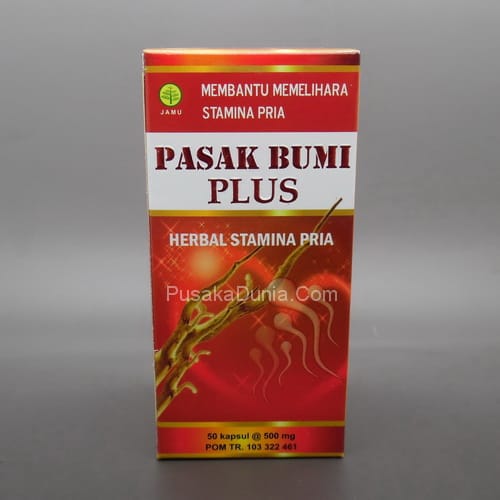 MEMBANTU MEMELIHARA
STAMINA PRIA
JAMU
PASAK BUMI
PLUS
HERBAL STAMINA PRIA
PusakaDunia.Com
50 kapsul @ 500 mg
POM TR. 103 322 461